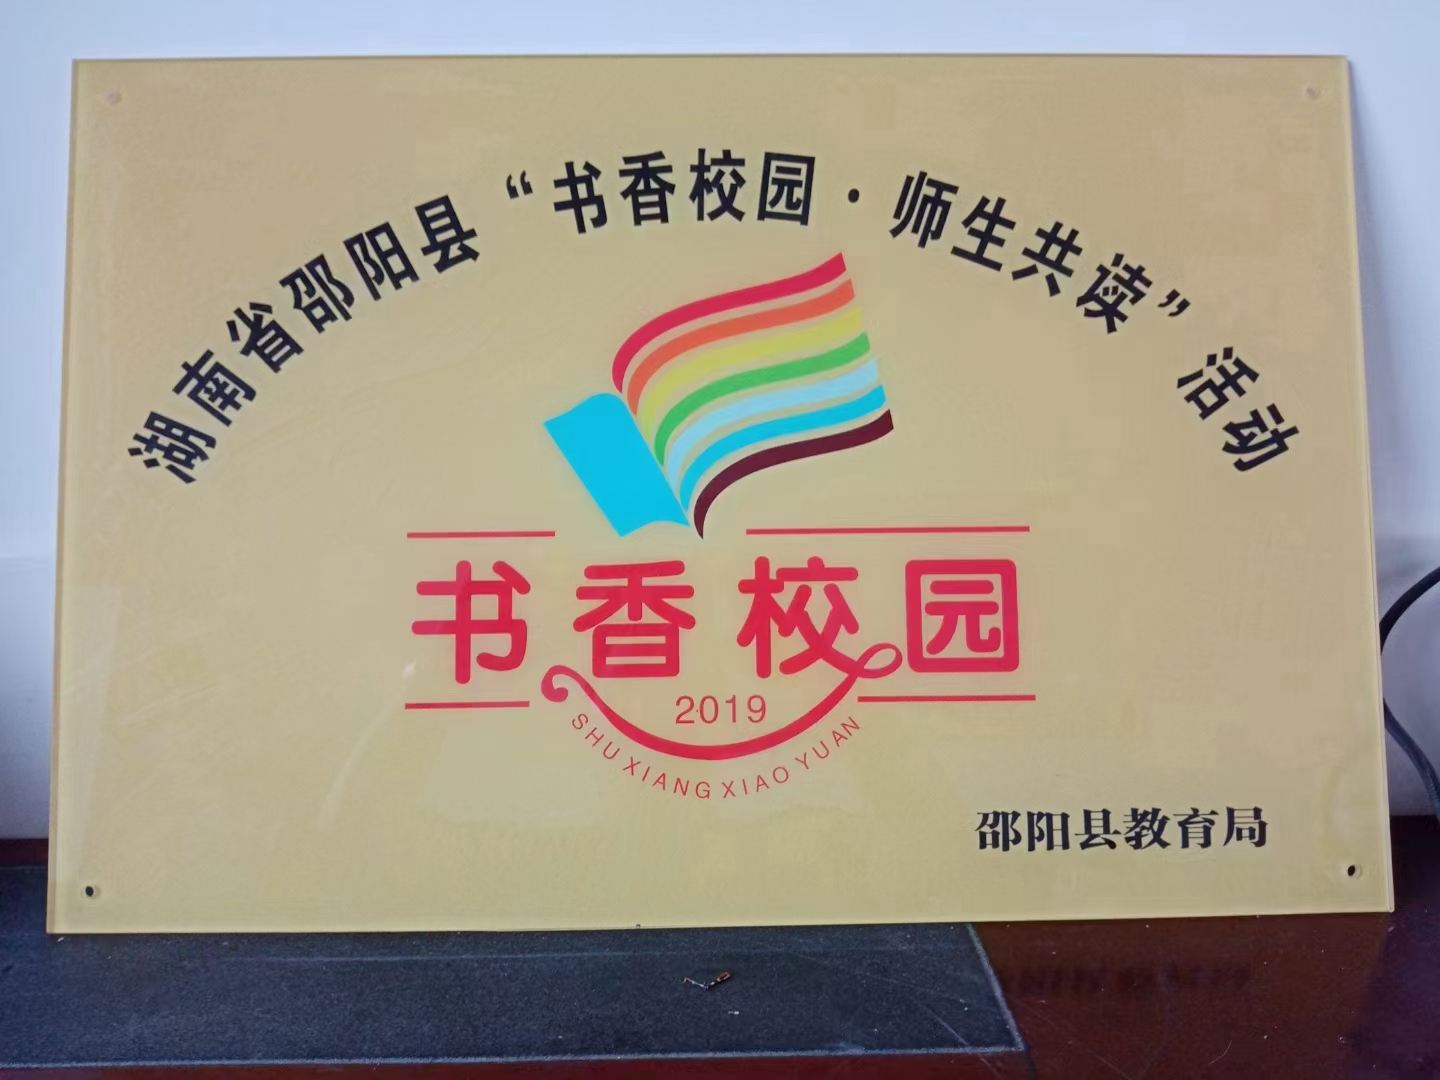 湖南省邵阳县“书香校园·师生共读”活动
书香校园
2019
SHU XIANG XIAO YUAN
邵阳县教育局